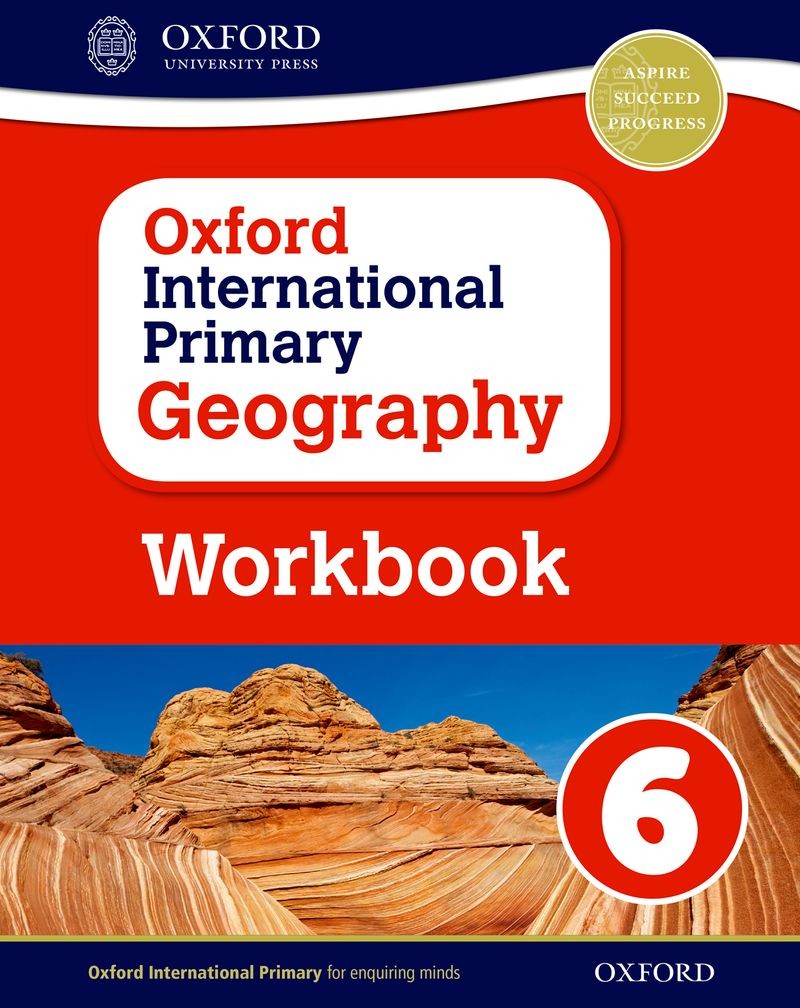 OXFORD
UNIVERSITY PRESS
ASPIRE
SUCCEED
PROGRESS
Oxford
International
Primary
Geography
Workbook
6
Oxford International Primary for enquiring minds
OXFORD